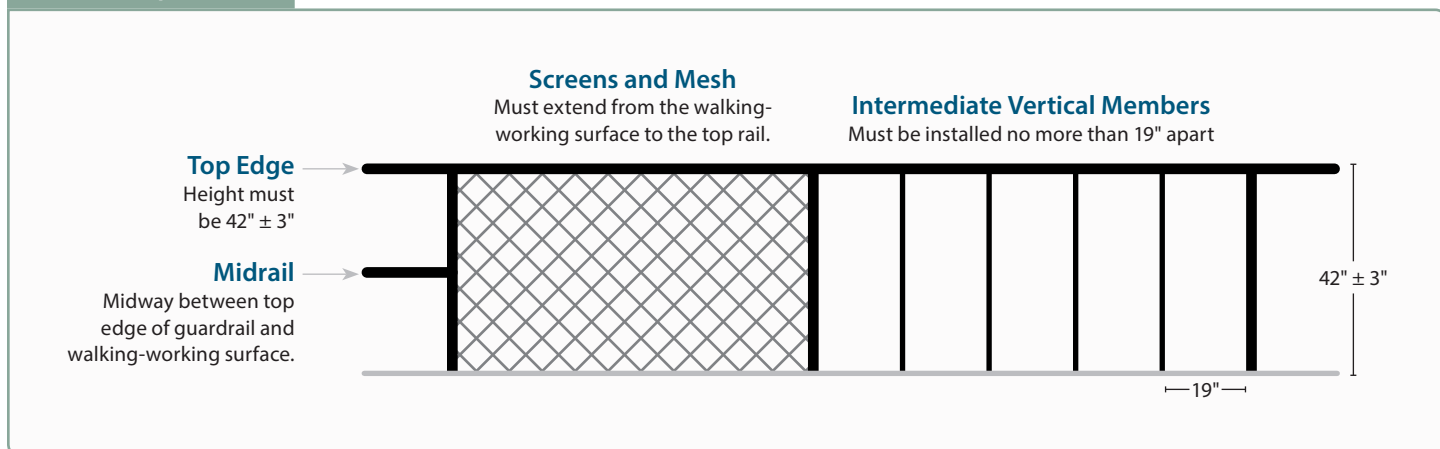 Screens and Mesh
Must extend from the walking-
working surface to the top rail.
Intermediate Vertical Members
Must be installed no more than 19" apart
Top Edge
Height must
be 42" ± 3"
Midrail
Midway between top
edge of guardrail and
walking-working surface.
42" ± 3"
19"